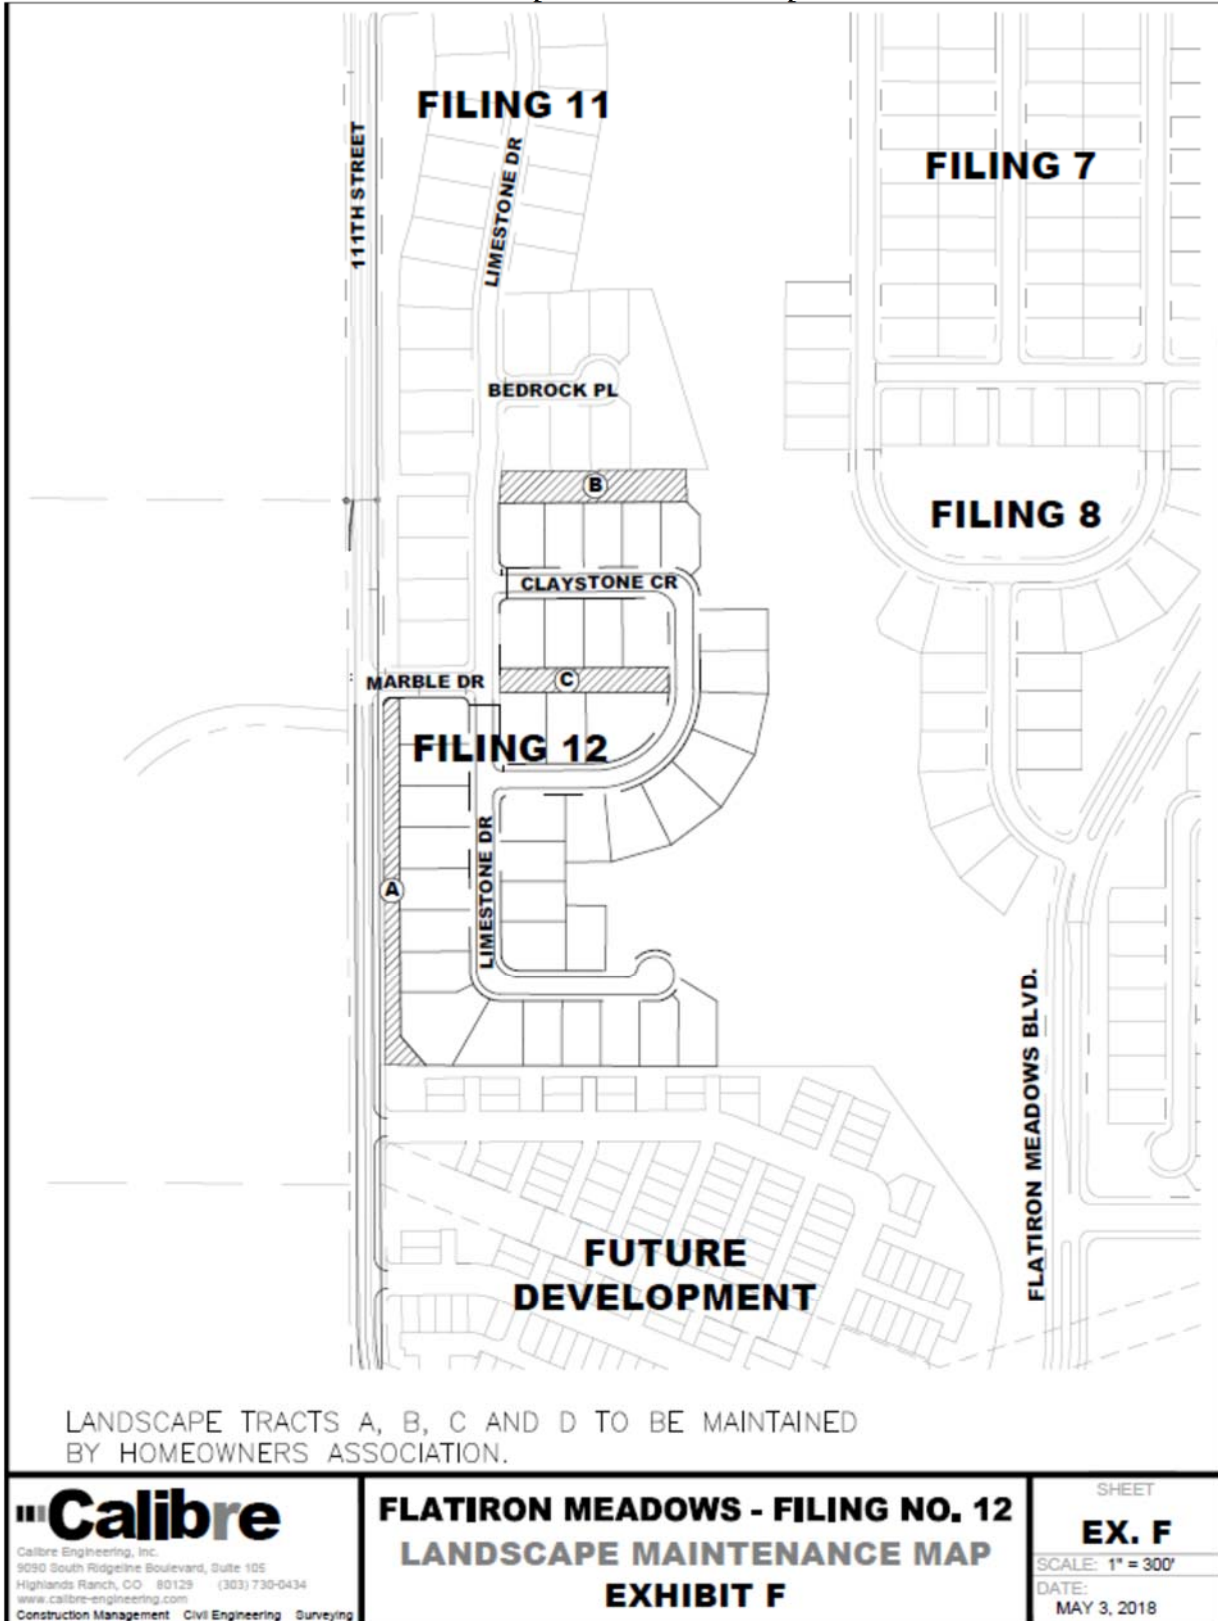 FILING 11
FILING 7
111TH STREET
LIMESTONE DR
BEDROCK PL
B
FILING 8
CLAYSTONE CR
C
MARBLE DR
FILING 12
LIMESTONE DR
A
FLATIRON MEADOWS BLVD.
FUTURE
DEVELOPMENT
LANDSCAPE TRACTS A, B, C AND D TO BE MAINTAINED
BY HOMEOWNERS ASSOCIATION.
Calibre
Calibre Engineering, Inc.
9090 South Ridgeline Boulevard, Suite 105
Highlands Ranch, CO 80129 (303) 730-0434
www.calibre-engineering.com
Construction Management Civil Engineering Surveying
FLATIRON MEADOWS - FILING NO. 12
LANDSCAPE MAINTENANCE MAP
EXHIBIT F
SHEET
EX. F
SCALE: 1" = 300'
DATE:
MAY 3, 2018